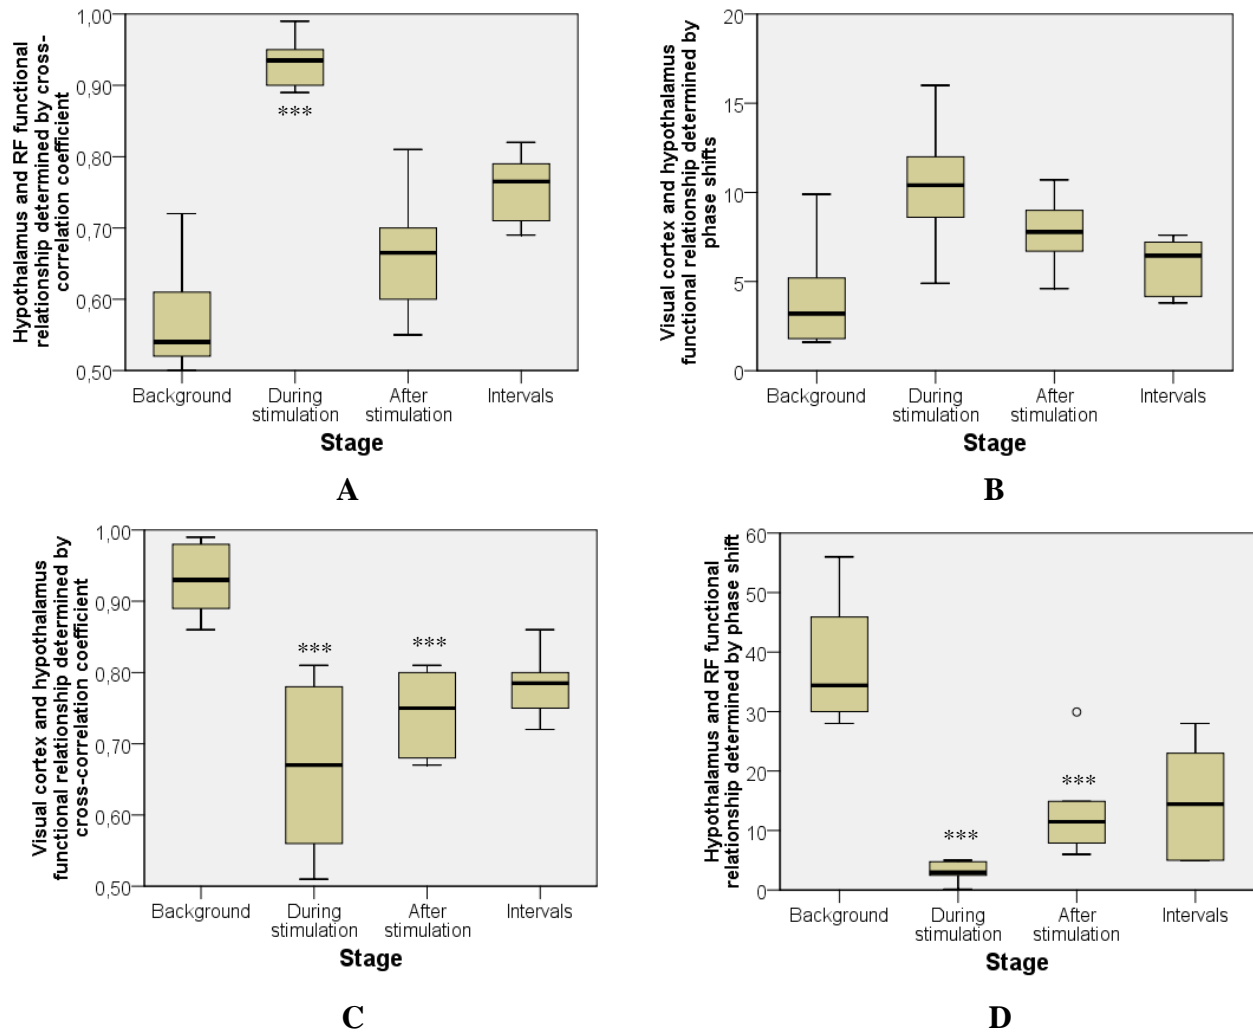 Hypothalamus and RF functional
relationship determined by cross-
correlation coefficient
1,00
0,90
0,80
0,70
0,60
0,50
***
Background
During
stimulation
After
stimulation
Intervals
Stage
A
Visual cortex and hypothalamus
functional relationship determined by
phase shifts
20
15
10
5
0
Background
During
stimulation
After
stimulation
Intervals
Stage
B
Visual cortex and hypothalamus
functional relationship determined by
cross-correlation coefficient
1,00
0,90
0,80
0,70
0,60
0,50
***
***
Background
During
stimulation
After
stimulation
Intervals
Stage
C
Hypothalamus and RF functional
relationship determined by phase shift
60
50
40
30
20
10
0
***
***
Background
During
stimulation
After
stimulation
Intervals
Stage
D